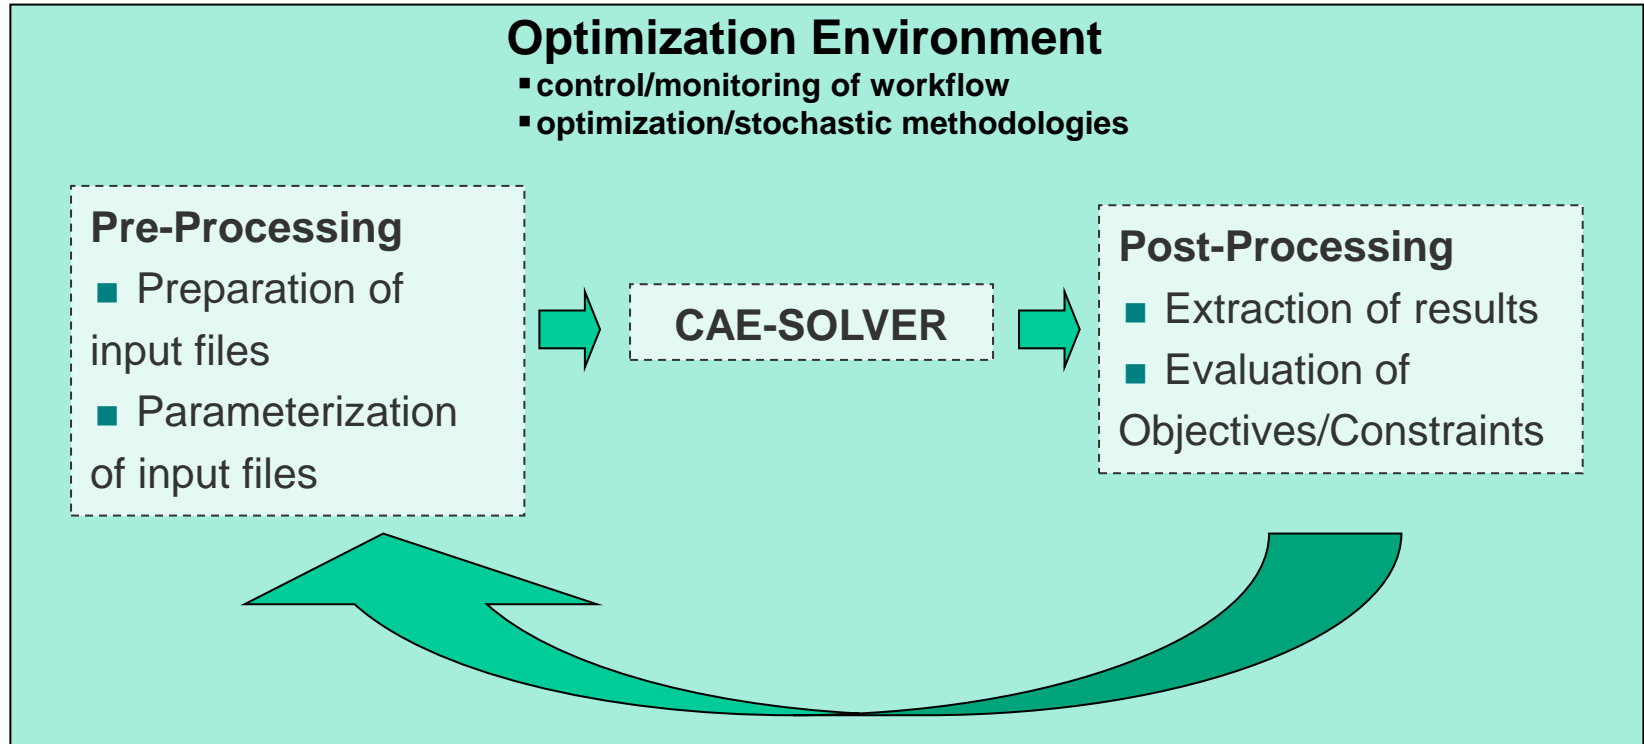 Optimization Environment
▪ control/monitoring of workflow
▪ optimization/stochastic methodologies
Pre-Processing
■ Preparation of
input files
■ Parameterization
of input files
CAE-SOLVER
Post-Processing
■ Extraction of results
■ Evaluation of
Objectives/Constraints